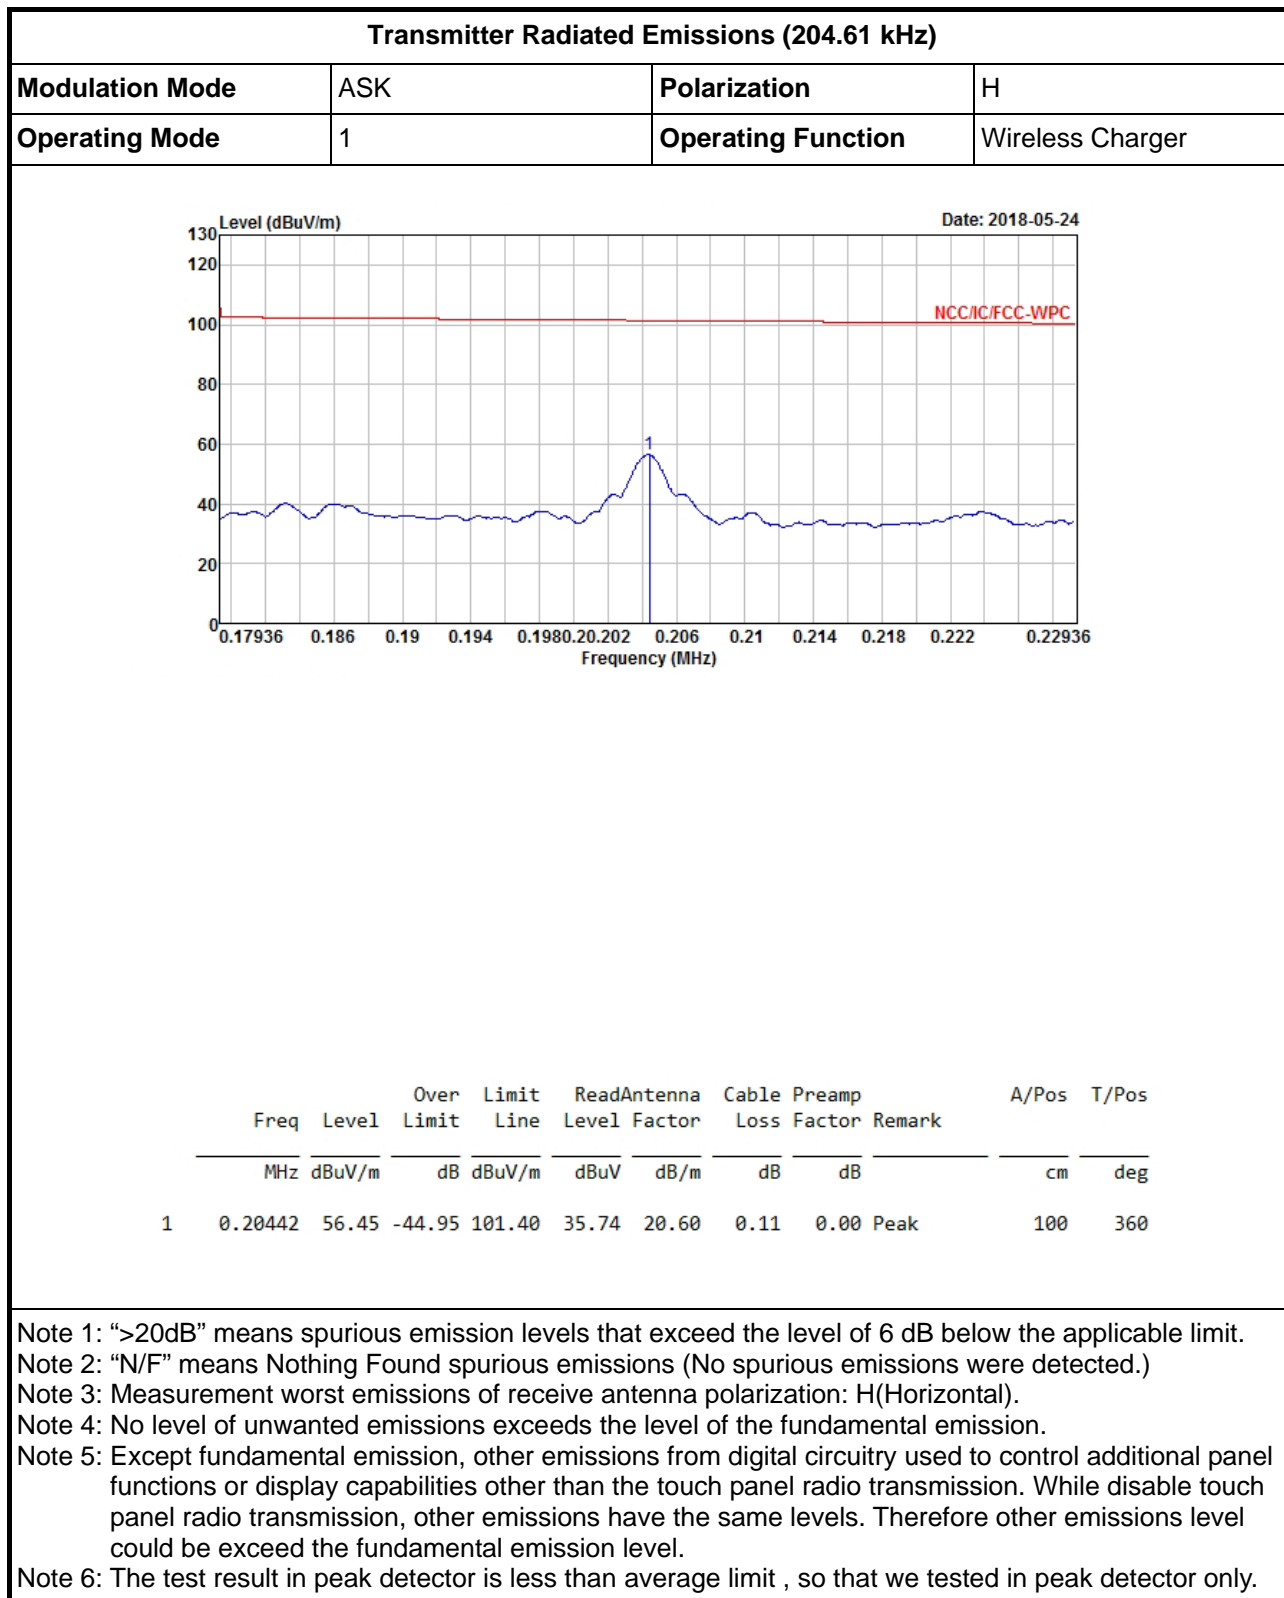 Transmitter Radiated Emissions (204.61 kHz)
Modulation Mode ASK Polarization H
Operating Mode 1 Operating Function Wireless Charger
Level (dBuV/m) Date: 2018-05-24
130
120
NCC/IC/FCC-WPC
100
80
60
1
40
20
0
0.17936 0.186 0.19 0.194 0.1980.20.202 0.206 0.21 0.214 0.218 0.222 0.22936
Frequency (MHz)
Over Limit ReadAntenna Cable Preamp A/Pos T/Pos
Freq Level Limit Line Level Factor Loss Factor Remark
MHz dBuV/m dB dBuV/m dBuV dB/m dB dB cm deg
1 0.20442 56.45 -44.95 101.40 35.74 20.60 0.11 0.00 Peak 100 360
Note 1: “>20dB” means spurious emission levels that exceed the level of 6 dB below the applicable limit.
Note 2: “N/F” means Nothing Found spurious emissions (No spurious emissions were detected.)
Note 3: Measurement worst emissions of receive antenna polarization: H(Horizontal).
Note 4: No level of unwanted emissions exceeds the level of the fundamental emission.
Note 5: Except fundamental emission, other emissions from digital circuitry used to control additional panel
functions or display capabilities other than the touch panel radio transmission. While disable touch
panel radio transmission, other emissions have the same levels. Therefore other emissions level
could be exceed the fundamental emission level.
Note 6: The test result in peak detector is less than average limit , so that we tested in peak detector only.